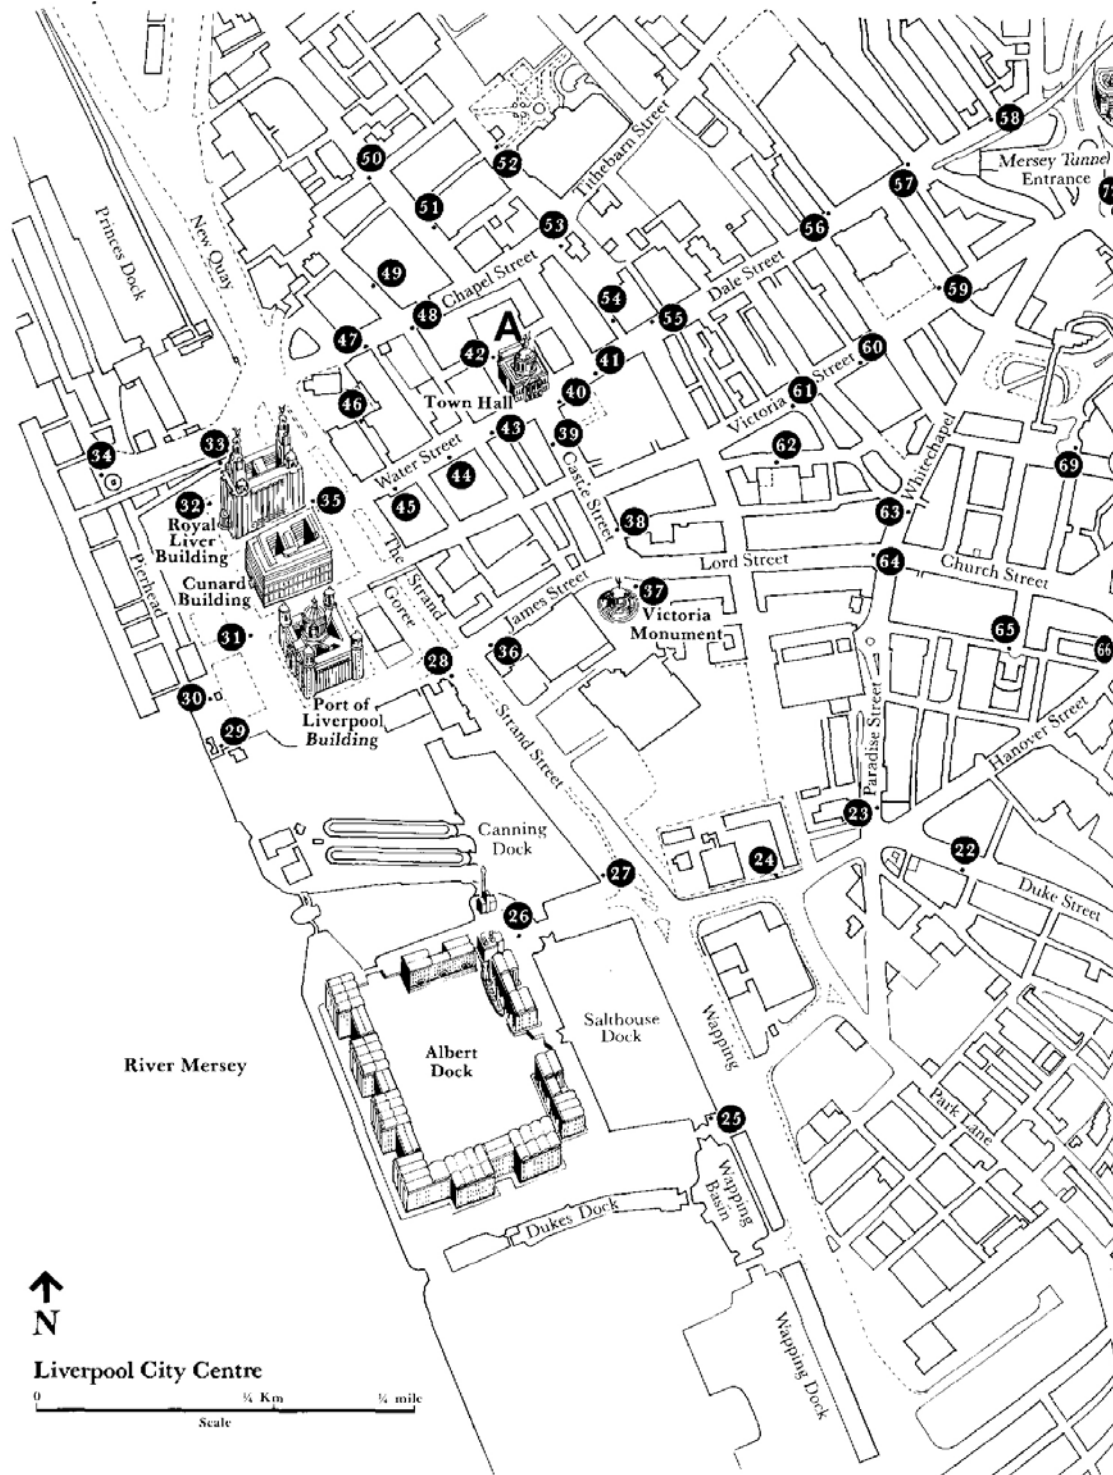 58
Mersey Tunnel
Entrance
57
50
52
Tithebarn Street
51
53
56
Princes Dock
New Quay
49
Chapel Street
54
Dale Street
59
48
55
A
47
42
41
60
Town Hall
40
46
61
Victoria Street
43
39
62
Whitechapel
33
34
Water Street
44
Castle Street
69
32
35
45
63
Royal
Liver
Building
38
The Strand
Lord Street
64
Church Street
Pierhead
Cunard
Building
Goree
James Street
37
Victoria
Monument
31
36
65
66
28
30
Port of
Liverpool
Building
29
Strand Street
Paradise Street
Hanover Street
23
Canning
Dock
24
22
27
Duke Street
26
Salthouse
Dock
Wapping
River Mersey
Albert
Dock
Park Lane
25
Wapping
Basin
Dukes Dock
N
Wapping Dock
Liverpool City Centre
0 ¼ Km ¼ mile
Scale